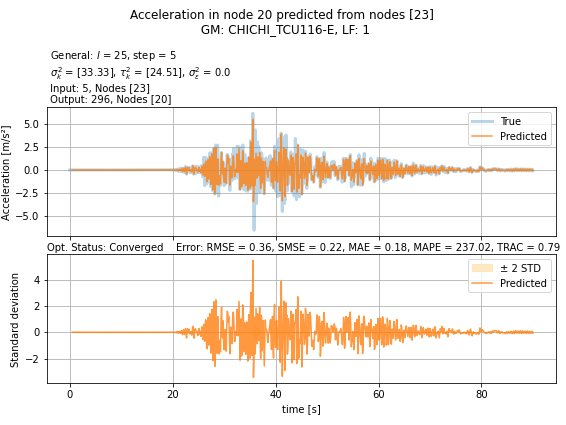 Acceleration in node 20 predicted from nodes [23]
GM: CHICHI_TCU116-E, LF: 1
General: l = 25, step = 5
σ²ₖ = [33.33], τ²ₖ = [24.51], σ²ε = 0.0
Input: 5, Nodes [23]
Output: 296, Nodes [20]
Acceleration [m/s²]
5.0
2.5
0.0
−2.5
−5.0
True
Predicted
Opt. Status: Converged Error: RMSE = 0.36, SMSE = 0.22, MAE = 0.18, MAPE = 237.02, TRAC = 0.79
Standard deviation
4
2
0
−2
± 2 STD
Predicted
0 20 40 60 80
time [s]